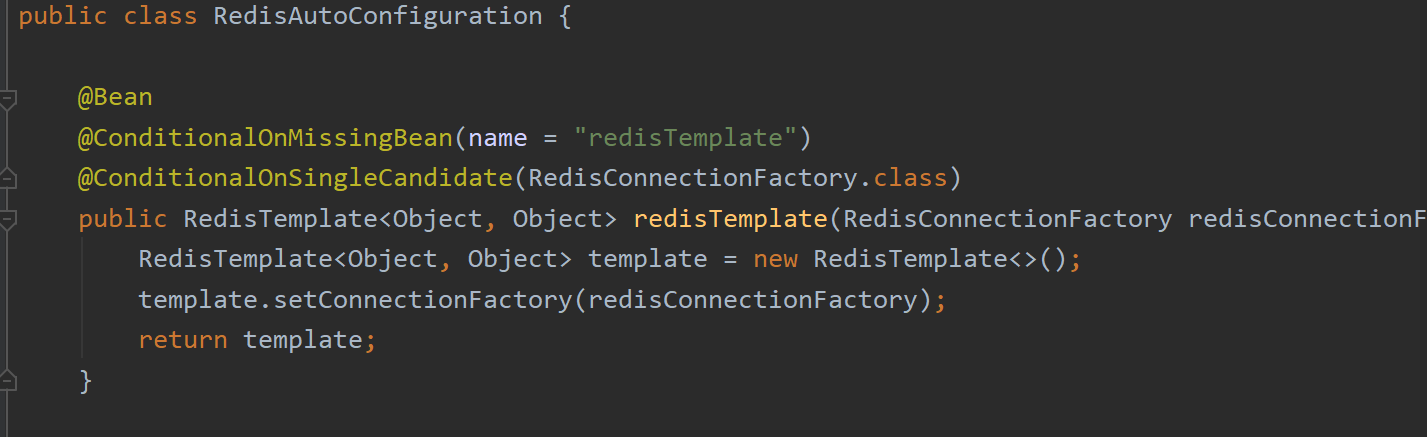 public class RedisAutoConfiguration {
@Bean
@ConditionalOnMissingBean(name = "redisTemplate")
@ConditionalOnSingleCandidate(RedisConnectionFactory.class)
public RedisTemplate<Object, Object> redisTemplate(RedisConnectionFactory redisConnectionF
RedisTemplate<Object, Object> template = new RedisTemplate<>();
template.setConnectionFactory(redisConnectionFactory);
return template;
}